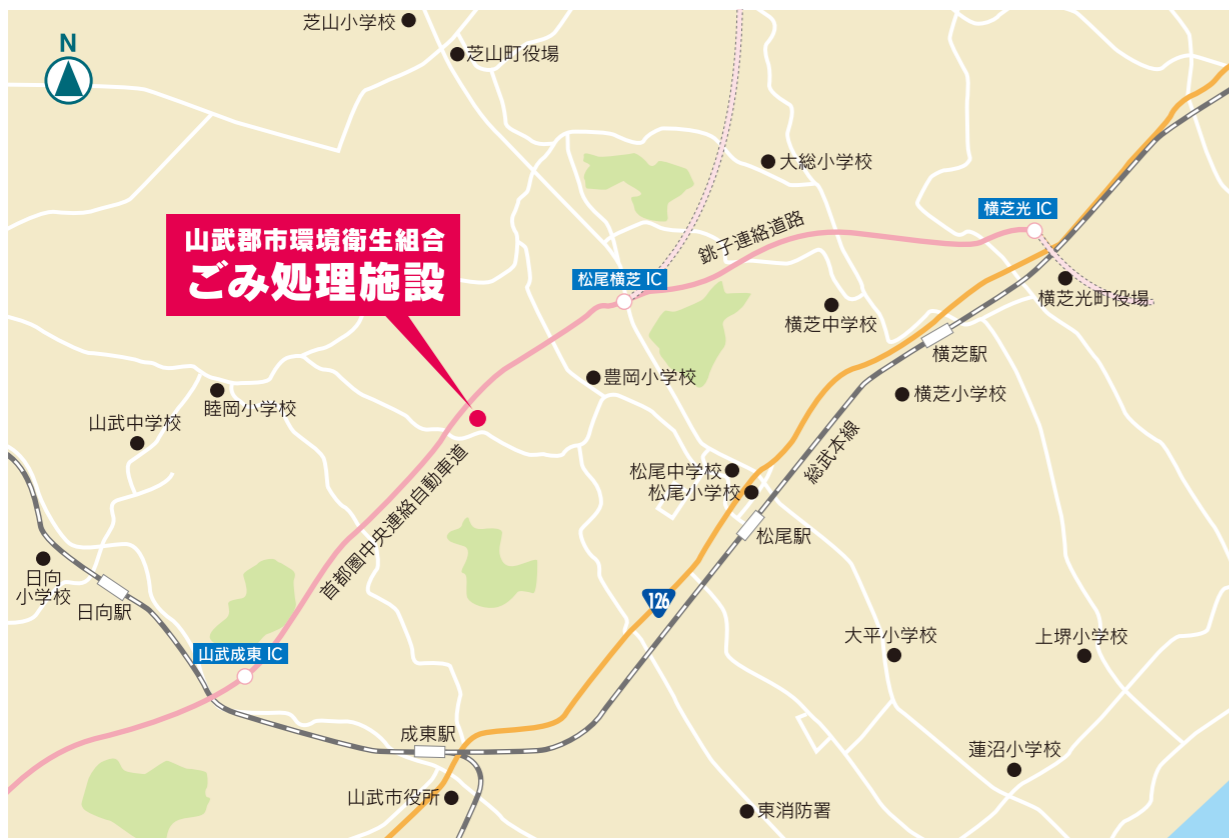 芝山小学校
N
芝山町役場
大総小学校
横芝光 IC
山武郡市環境衛生組合
ごみ処理施設
銚子連絡道路
松尾横芝 IC
横芝光町役場
横芝中学校
横芝駅
豊岡小学校
横芝小学校
睦岡小学校
山武中学校
総武本線
松尾中学校
松尾小学校
首都圏中央連絡自動車道
松尾駅
日向
小学校
日向駅
126
大平小学校
上堺小学校
山武成東 IC
成東駅
蓮沼小学校
山武市役所
東消防署